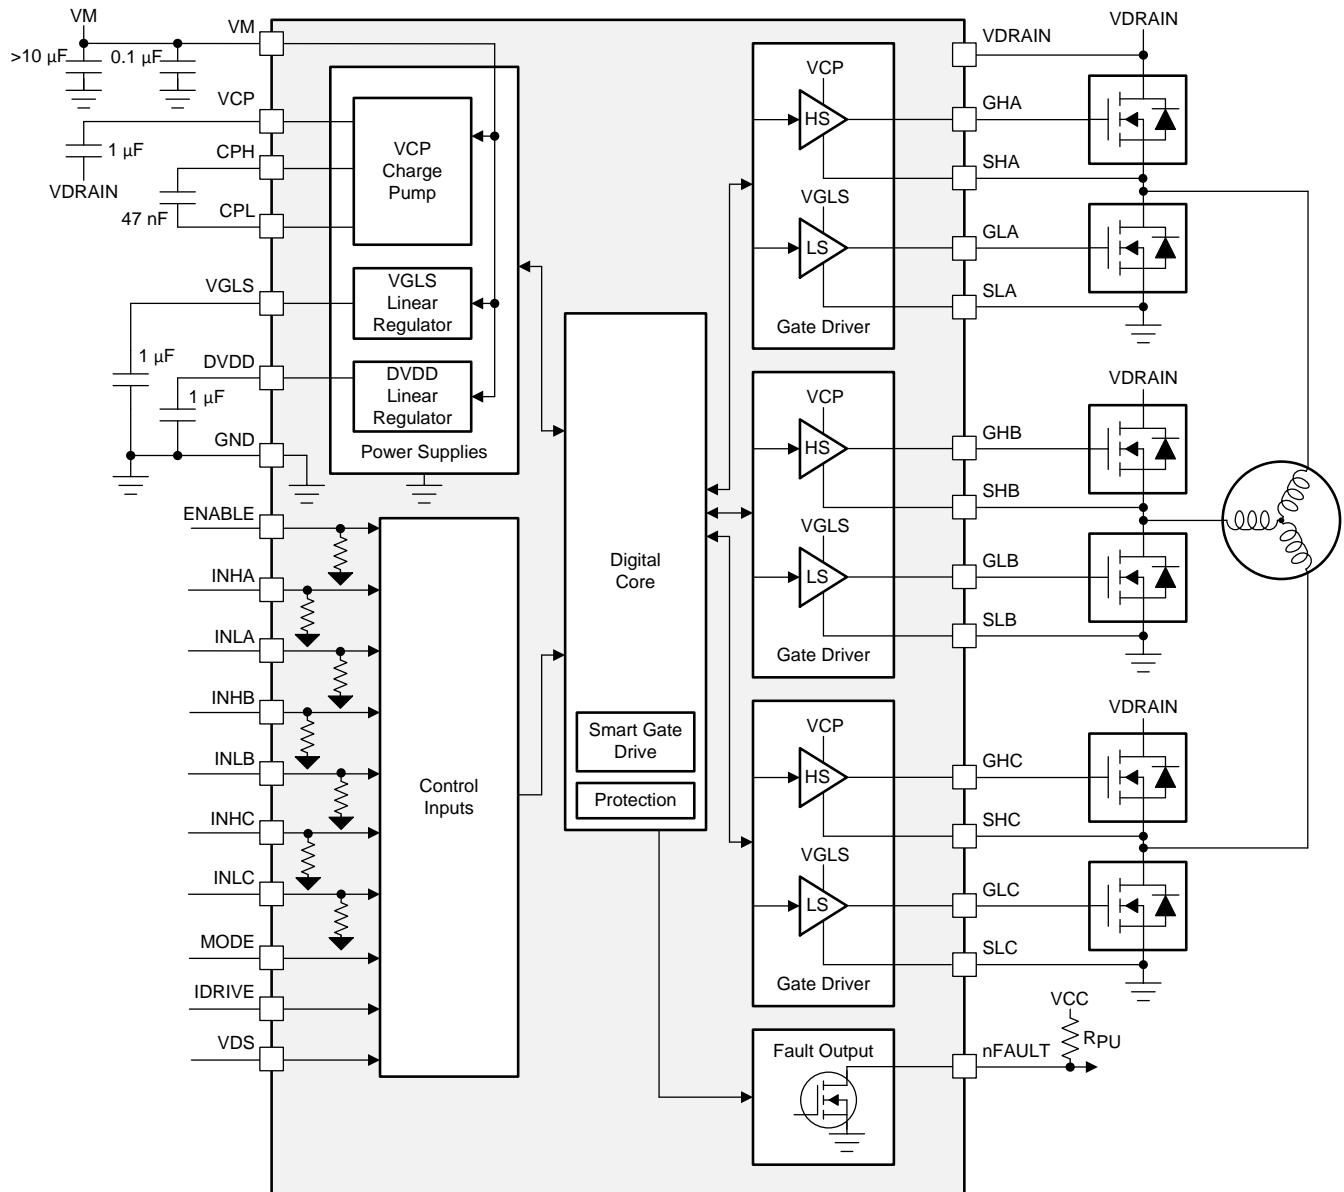 VM
VM
>10 µF
0.1 µF
VCP
1 µF
VDRAIN
CPH
47 nF
CPL
VGLS
1 µF
DVDD
1 µF
GND
ENABLE
INHA
INLA
INHB
INLB
INHC
INLC
MODE
IDRIVE
VDS
VCP
Charge
Pump
VGLS
Linear
Regulator
DVDD
Linear
Regulator
Power Supplies
Control
Inputs
Digital
Core
Smart Gate
Drive
Protection
VCP
HS
VGLS
LS
Gate Driver
VCP
HS
VGLS
LS
Gate Driver
VCP
HS
VGLS
LS
Gate Driver
Fault Output
VDRAIN
VDRAIN
GHA
SHA
GLA
SLA
VDRAIN
GHB
SHB
GLB
SLB
VDRAIN
GHC
SHC
GLC
SLC
VCC
RPU
nFAULT